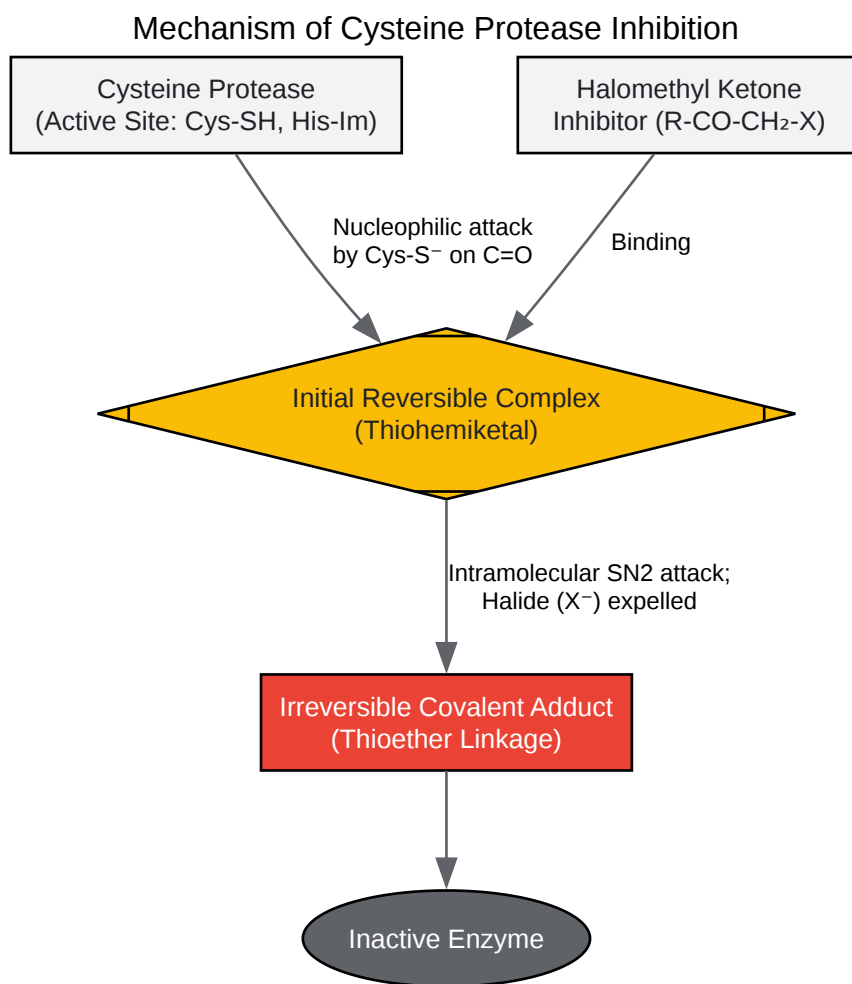 Mechanism of Cysteine Protease Inhibition
Cysteine Protease
(Active Site: Cys-SH, His-Im)
Halomethyl Ketone
Inhibitor (R-CO-CH₂-X)
Nucleophilic attack
by Cys-S⁻ on C=O
Binding
Initial Reversible Complex
(Thiohemiketal)
Intramolecular SN2 attack;
Halide (X⁻) expelled
Irreversible Covalent Adduct
(Thioether Linkage)
Inactive Enzyme